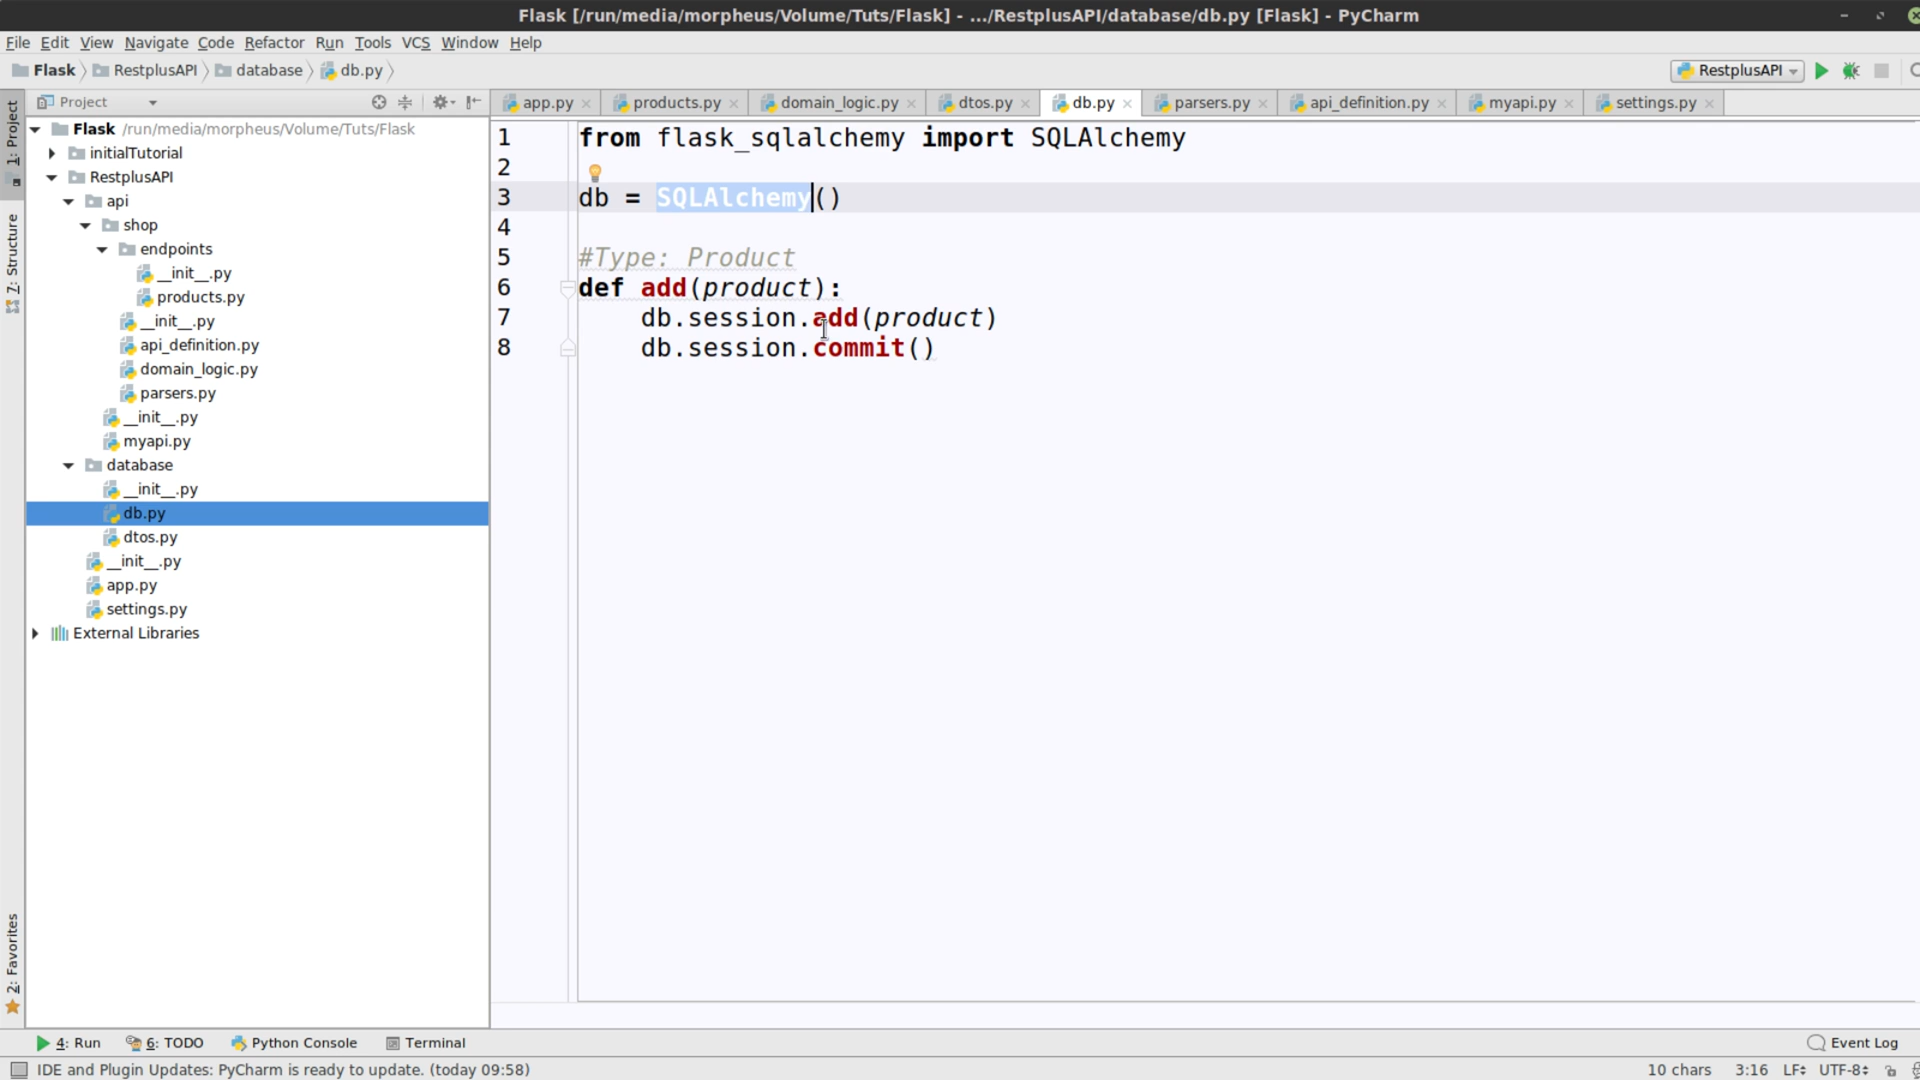 Flask [/run/media/morpheus/Volume/Tuts/Flask] - .../RestplusAPI/database/db.py [Flask] - PyCharm
File Edit View Navigate Code Refactor Run Tools VCS Window Help
Flask RestplusAPI database db.py RestplusAPI
Project
app.py products.py domain_logic.py dtos.py db.py parsers.py api_definition.py myapi.py settings.py
1: Project
7: Structure
2: Favorites
Flask /run/media/morpheus/Volume/Tuts/Flask
initialTutorial
RestplusAPI
api
shop
endpoints
__init__.py
products.py
__init__.py
api_definition.py
domain_logic.py
parsers.py
__init__.py
myapi.py
database
__init__.py
db.py
dtos.py
__init__.py
app.py
settings.py
External Libraries
1 from flask_sqlalchemy import SQLAlchemy
2
3 db = SQLAlchemy()
4
5 #Type: Product
6 def add(product):
7 db.session.add(product)
8 db.session.commit()
4: Run 6: TODO Python Console Terminal Event Log
IDE and Plugin Updates: PyCharm is ready to update. (today 09:58) 10 chars 3:16 LF UTF-8